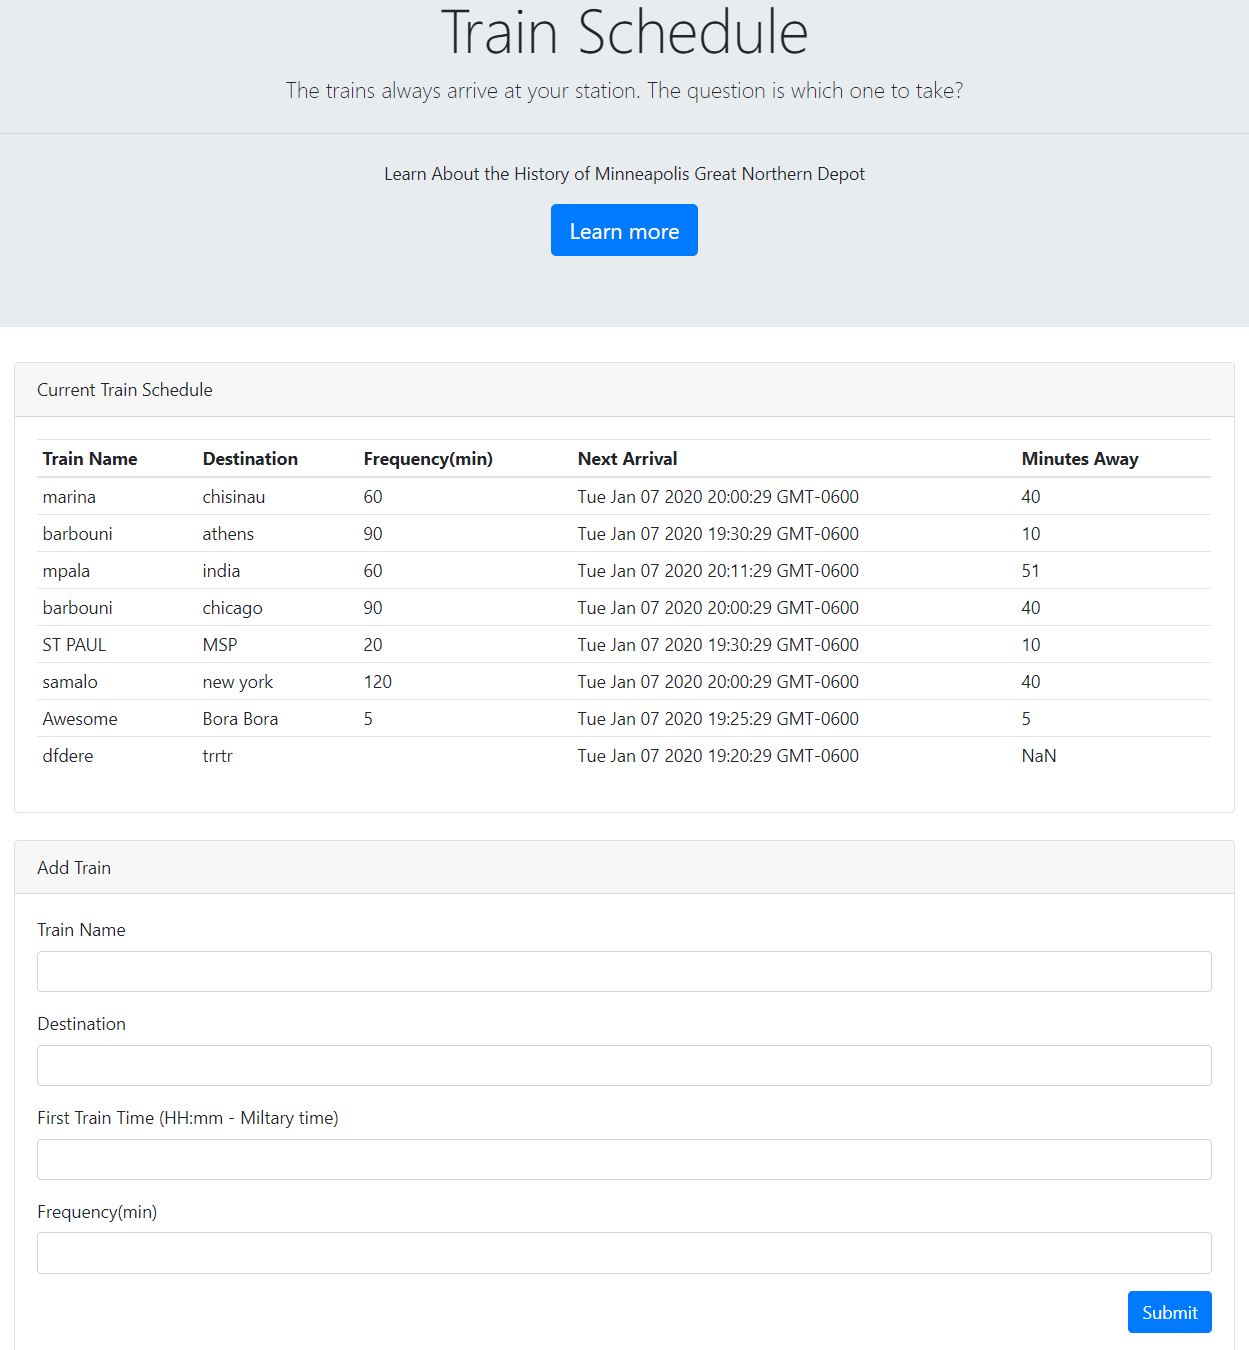 Train Schedule
The trains always arrive at your station. The question is which one to take?
Learn About the History of Minneapolis Great Northern Depot
Learn more
Current Train Schedule
Train Name Destination Frequency(min) Next Arrival Minutes Away
marina chisinau 60 Tue Jan 07 2020 20:00:29 GMT-0600 40
barbouni athens 90 Tue Jan 07 2020 19:30:29 GMT-0600 10
mpala india 60 Tue Jan 07 2020 20:11:29 GMT-0600 51
barbouni chicago 90 Tue Jan 07 2020 20:00:29 GMT-0600 40
ST PAUL MSP 20 Tue Jan 07 2020 19:30:29 GMT-0600 10
samalo new york 120 Tue Jan 07 2020 20:00:29 GMT-0600 40
Awesome Bora Bora 5 Tue Jan 07 2020 19:25:29 GMT-0600 5
dfdere trrtr Tue Jan 07 2020 19:20:29 GMT-0600 NaN
Add Train
Train Name
Destination
First Train Time (HH:mm - Miltary time)
Frequency(min)
Submit